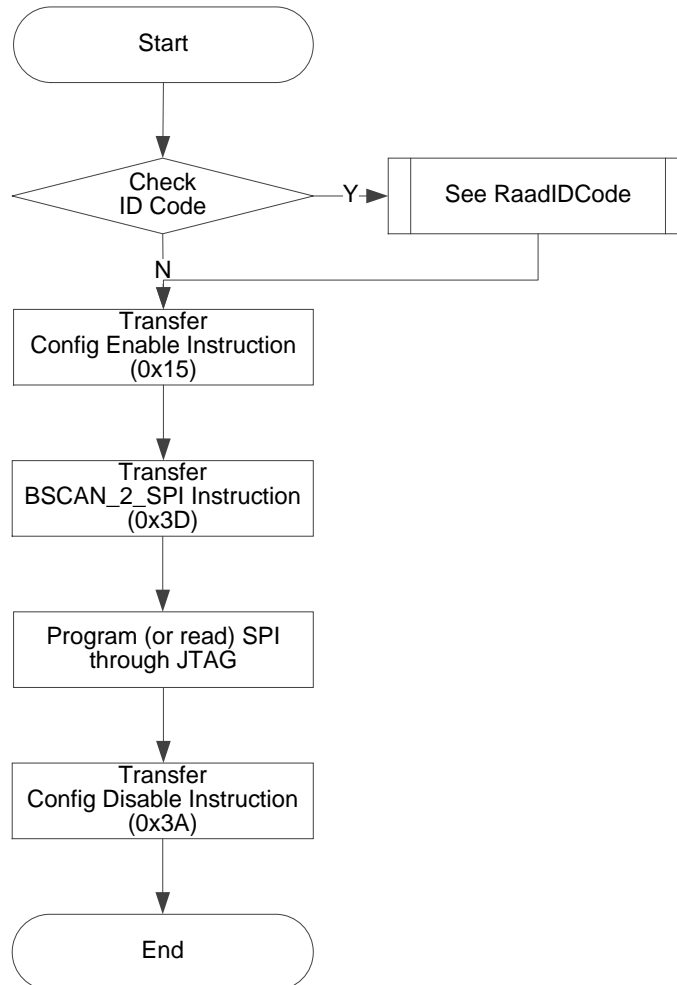 Start
Check
ID Code
Y
See RaadIDCode
N
Transfer
Config Enable Instruction
(0x15)
Transfer
BSCAN_2_SPI Instruction
(0x3D)
Program (or read) SPI
through JTAG
Transfer
Config Disable Instruction
(0x3A)
End